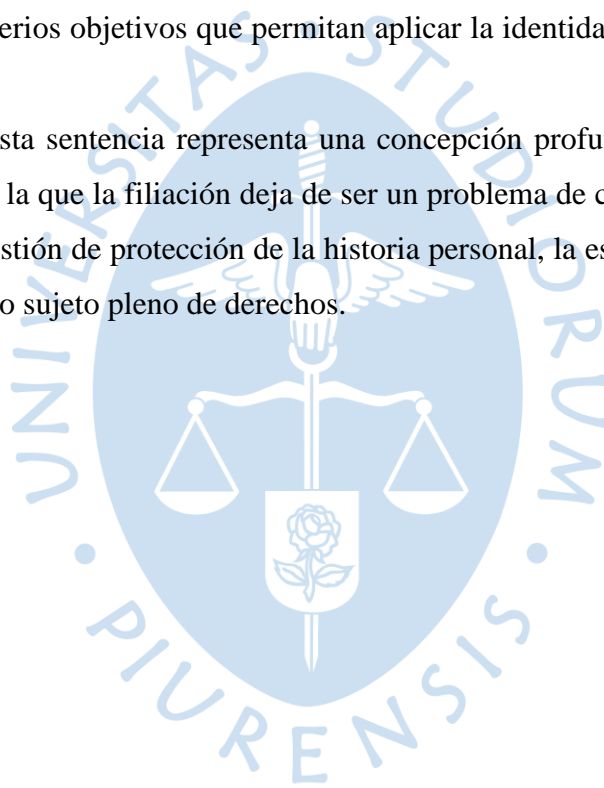 erios objetivos que permitan aplicar la identida
sta sentencia representa una concepción profu
la que la filiación deja de ser un problema de c
estión de protección de la historia personal, la es
o sujeto pleno de derechos.
UNIVERSITAS • STUDIORUM • PIURENSIS •